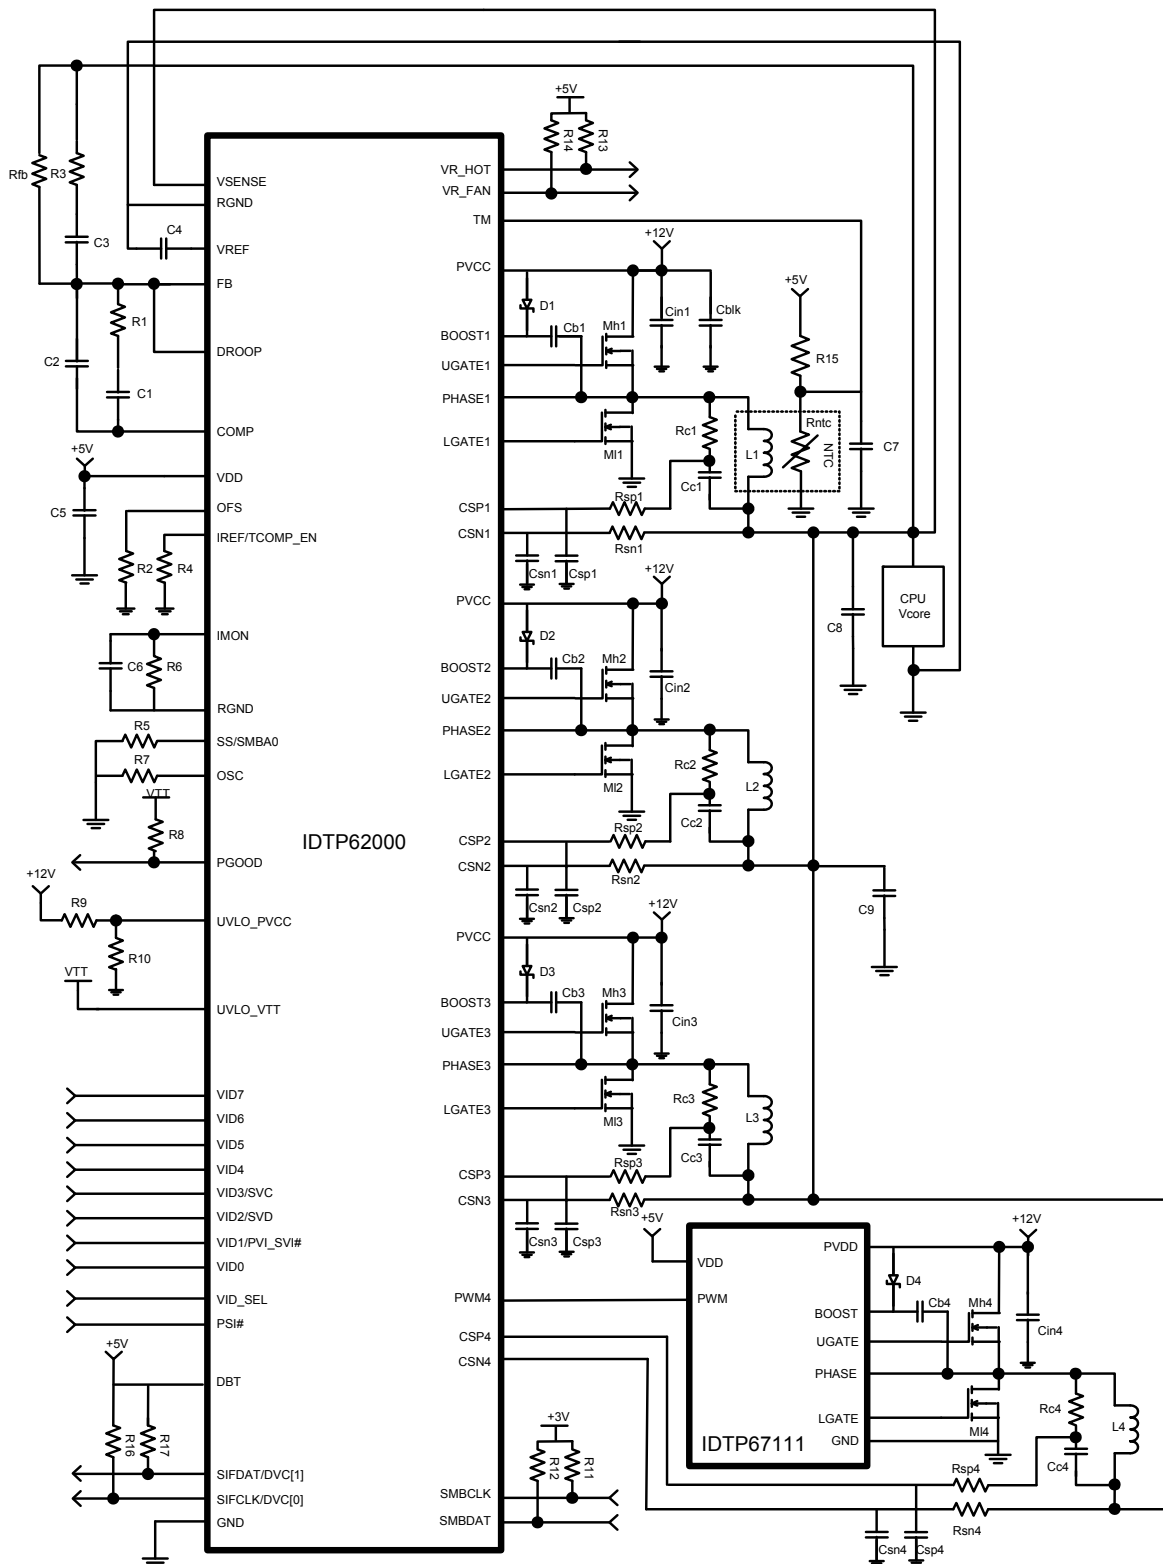 +5V
R14
R13
Rfb
R3
VSENSE
RGND
C4
VREF
C3
FB
R1
C2
DROOP
C1
COMP
+5V
VDD
C5
OFS
IREF/TCOMP_EN
R2
R4
IMON
C6
R6
RGND
R5
SS/SMBA0
R7
OSC
VTT
R8
PGOOD
+12V
R9
UVLO_PVCC
R10
VTT
UVLO_VTT
VID7
VID6
VID5
VID4
VID3/SVC
VID2/SVD
VID1/PVI_SVI#
VID0
VID_SEL
PSI#
+5V
DBT
R16
R17
SIFDAT/DVC[1]
SIFCLK/DVC[0]
GND
IDTP62000
VR_HOT
VR_FAN
TM
PVCC
+12V
D1
Cin1
Cblk
+5V
BOOST1
Cb1
Mh1
UGATE1
R15
PHASE1
LGATE1
Ml1
Rc1
L1
Rntc
NTC
C7
Cc1
CSP1
Rsp1
CSN1
Rsn1
Csn1
Csp1
+12V
PVCC
D2
CPU
Vcore
C8
BOOST2
Cb2
Mh2
UGATE2
Cin2
PHASE2
LGATE2
Ml2
Rc2
L2
Cc2
CSP2
Rsp2
CSN2
Rsn2
Csn2
Csp2
C9
+12V
PVCC
D3
BOOST3
Cb3
Mh3
Cin3
UGATE3
PHASE3
LGATE3
Ml3
Rc3
L3
Cc3
CSP3
Rsp3
CSN3
Rsn3
Csn3
Csp3
+5V
+12V
VDD
PVDD
D4
PWM4
PWM
BOOST
Cb4
Mh4
Cin4
UGATE
CSP4
CSN4
PHASE
LGATE
GND
Ml4
Rc4
L4
Cc4
IDTP67111
+3V
R12
R11
SMBCLK
SMBDAT
Rsp4
Rsn4
Csn4
Csp4